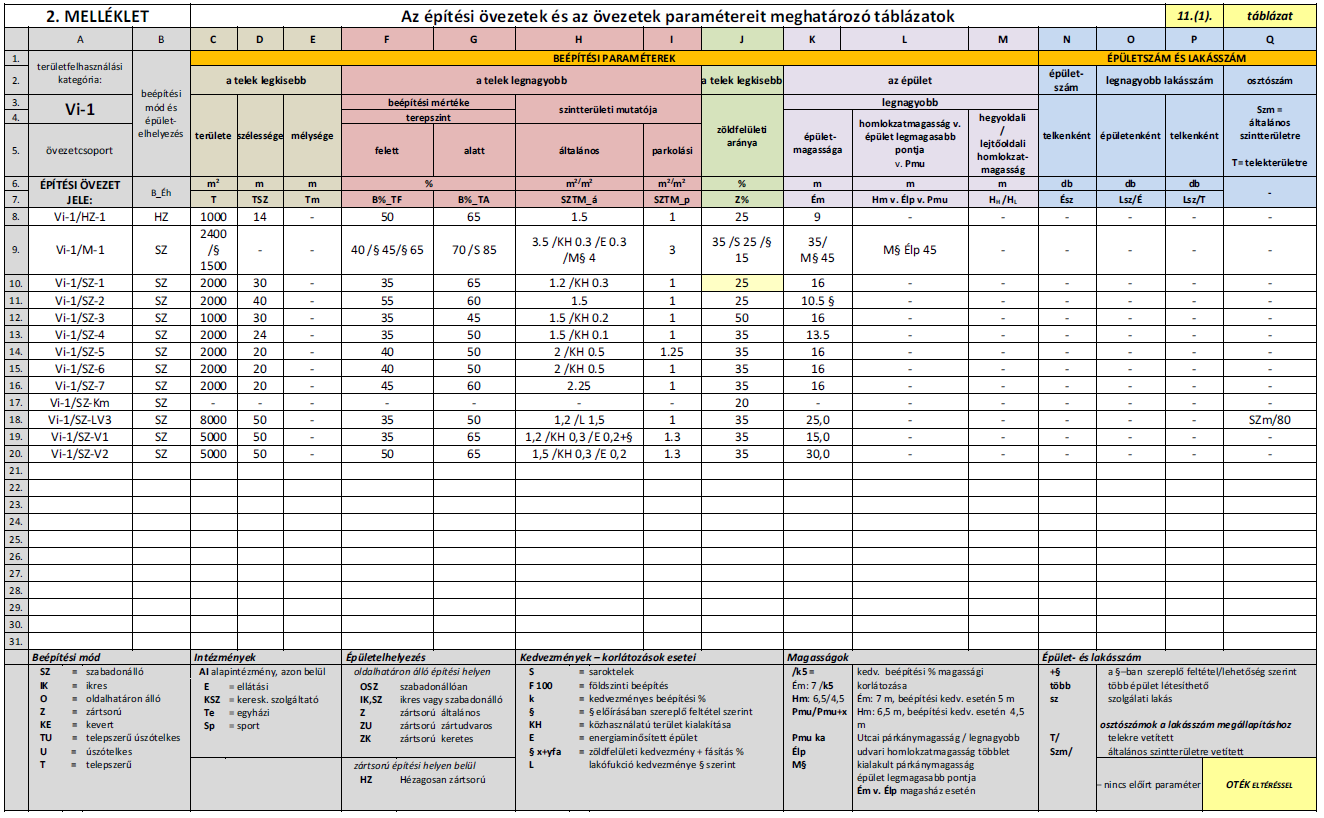 2. MELLÉKLET Az építési övezetek és az övezetek paramétereit meghatározó táblázatok 11.(1). táblázat
A B C D E F G H I J K L M N O P Q
1. BEÉPÍTÉSI PARAMÉTEREK ÉPÜLETSZÁM ÉS LAKÁSSZÁM
területfelhasználási kategória:
beépítési mód és épület-elhelyezés
2. a telek legkisebb a telek legnagyobb a telek legkisebb az épület épület-szám legnagyobb lakásszám osztószám
3. Vi-1 beépítési mértéke szintterületi mutatója legnagyobb
4. terepszint
5. övezetcsoport területe szélessége mélysége felett alatt általános parkolási zöldfelületi aránya épület-magassága homlokzatmagasság v. épület legmagasabb pontja v. Pmu hegyoldali / lejtőoldali homlokzat-magasság telkenként épületenként telkenként Szm = általános szintterületre T= telekterületre
6. ÉPÍTÉSI ÖVEZET JELE: B_Éh m² m m % m²/m² m²/m² % m m m db db db -
7. T TSZ Tm B%_TF B%_TA SZTM_á SZTM_p Z% Ém Hm v. Élp v. Pmu HH /HL Ész Lsz/É Lsz/T
8. Vi-1/HZ-1 HZ 1000 14 - 50 65 1.5 1 25 9 - - - - - -
9. Vi-1/M-1 SZ 2400 /§ 1500 - - 40 /§ 45/§ 65 70 /S 85 3.5 /KH 0.3 /E 0.3 /M§ 4 3 35 /S 25 /§ 15 35/ M§ 45 M§ Élp 45 - - - - -
10. Vi-1/SZ-1 SZ 2000 30 - 35 65 1.2 /KH 0.3 1 25 16 - - - - - -
11. Vi-1/SZ-2 SZ 2000 40 - 55 60 1.5 1 25 10.5 § - - - - - -
12. Vi-1/SZ-3 SZ 1000 30 - 35 45 1.5 /KH 0.2 1 50 16 - - - - - -
13. Vi-1/SZ-4 SZ 2000 24 - 35 50 1.5 /KH 0.1 1 35 13.5 - - - - - -
14. Vi-1/SZ-5 SZ 2000 20 - 40 50 2 /KH 0.5 1.25 35 16 - - - - - -
15. Vi-1/SZ-6 SZ 2000 20 - 40 50 2 /KH 0.5 1 35 16 - - - - - -
16. Vi-1/SZ-7 SZ 2000 20 - 45 60 2.25 1 35 16 - - - - - -
17. Vi-1/SZ-Km SZ - - - - - - - 20 - - - - - - -
18. Vi-1/SZ-LV3 SZ 8000 50 - 35 50 1,2 /L 1,5 1 35 25,0 - - - - - SZm/80
19. Vi-1/SZ-V1 SZ 5000 50 - 35 65 1,2 /KH 0,3 /E 0,2+§ 1.3 35 15,0 - - - - - -
20. Vi-1/SZ-V2 SZ 5000 50 - 50 65 1,5 /KH 0,3 /E 0,2 1.3 35 30,0 - - - - - -
21.
22.
23.
24.
25.
26.
27.
28.
29.
30.
31.
Beépítési mód
SZ = szabadonálló
IK = ikres
O = oldalhatáron álló
Z = zártsorú
KE = kevert
TU = telepszerű úszótelkes
U = úszótelkes
T = telepszerű
Intézmények
AI alapintézmény, azon belül
E = ellátási
KSZ = keresk. szolgáltató
Te = egyházi
Sp = sport
Épületelhelyezés
oldalhatáron álló építési helyen
OSZ szabadonállóan
IK,SZ ikres vagy szabadonálló
Z zártsorú általános
ZU zártsorú zártudvaros
ZK zártsorú keretes
zártsorú építési helyen belül
HZ Hézagosan zártsorú
Kedvezmények – korlátozások esetei
S = saroktelek
F 100 = földszinti beépítés
k = kedvezményes beépítési %
§ = § előírásában szereplő feltétel szerint
KH = közhasználatú terület kialakítása
E = energiaminősített épület
§ x+yfa = zöldfelületi kedvezmény + fásítás %
L = lakófukció kedvezménye § szerint
Magasságok
/k5 = kedv. beépítési % magassági
Ém: 7 /k5 korlátozása
Hm: 6,5/4,5 Ém: 7 m, beépítési kedv. esetén 5 m
Pmu/Pmu+x Hm: 6,5 m, beépítési kedv. esetén 4,5 m
Pmu ka Utcai párkánymagasság / legnagyobb
Élp udvari homlokzatmagasság többlet
M§ kialakult párkánymagasság
épület legmagasabb pontja
Ém v. Élp magasház esetén
Épület- és lakásszám
+§ a §–ban szereplő feltétel/lehetőség szerint
több több épület létesíthető
sz szolgálati lakás
osztószámok a lakásszám megállapításhoz
T/ telekre vetített
Szm/ általános szintterületre vetített
– nincs előírt paraméter
OTÉK ELTÉRÉSSEL